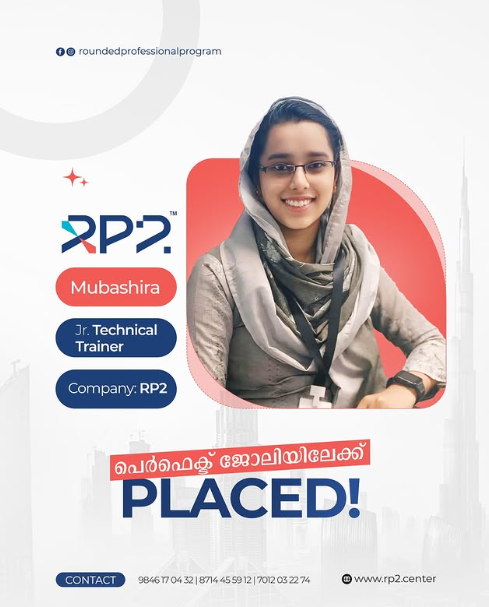 roundedprofessionalprogram
RP2 ™
Mubashira
Jr. Technical
Trainer
Company: RP2
പെർഫെക്ട് ജോലിയിലേക്ക്
PLACED!
CONTACT 9846 17 04 32 | 8714 45 59 12 | 7012 03 22 74 www.rp2.center